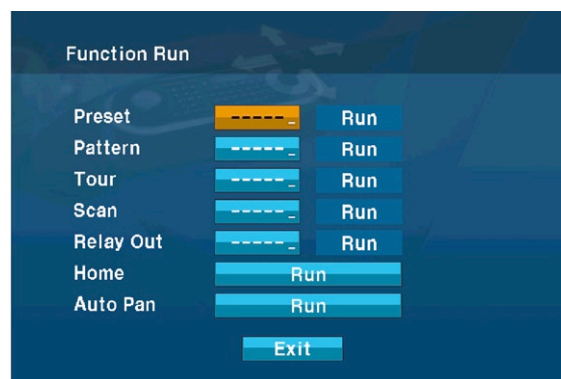 Function Run
Preset -----_ Run
Pattern -----_ Run
Tour -----_ Run
Scan -----_ Run
Relay Out -----_ Run
Home Run
Auto Pan Run
Exit